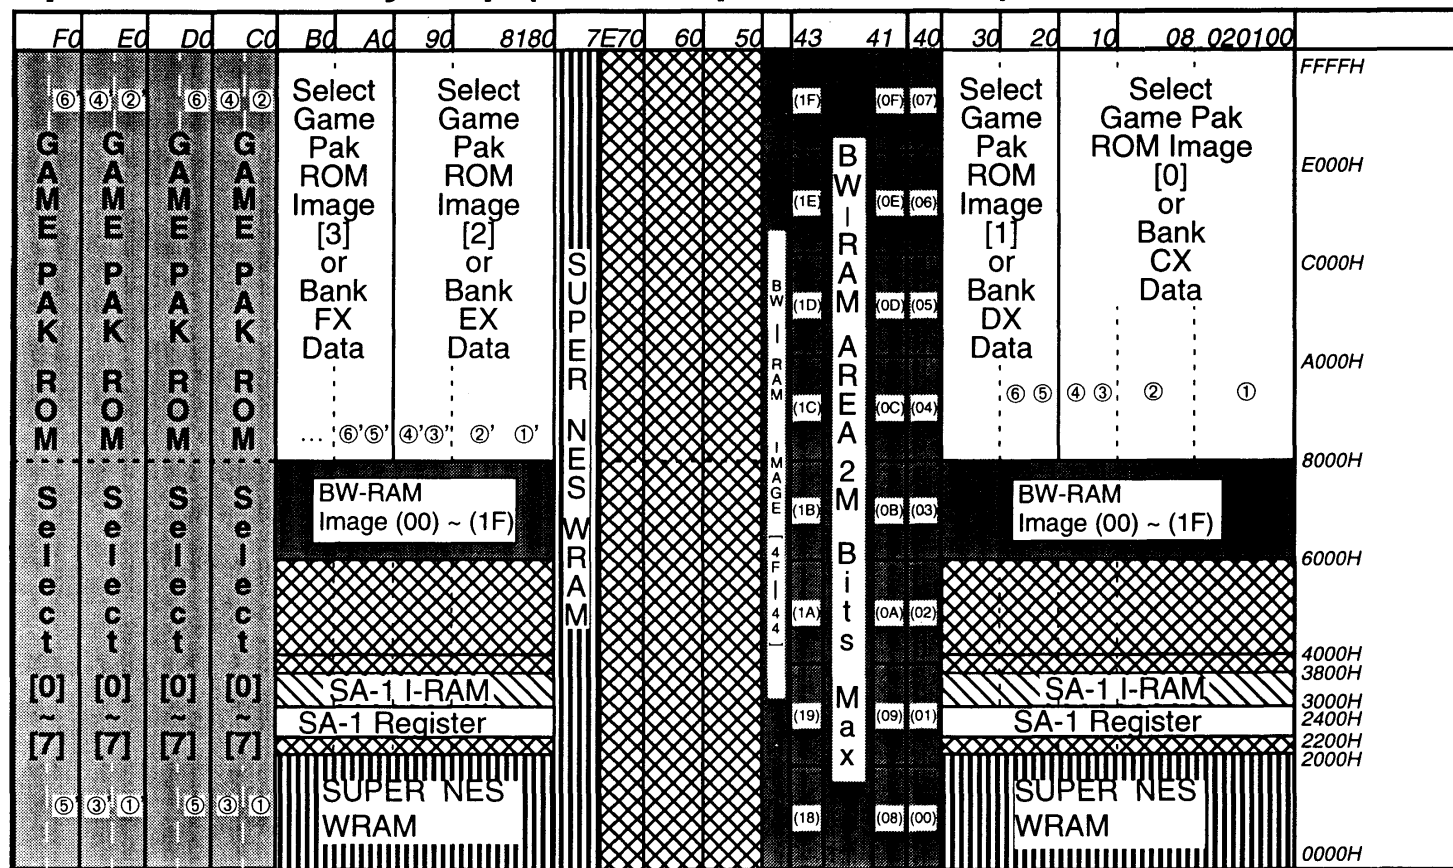 F0 E0 D0 C0 B0 A0 90 8180 7E70 60 50 43 41 40 30 20 10 08 020100
FFFFH
E000H
C000H
A000H
8000H
6000H
4000H
3800H
3000H
2400H
2200H
2000H
0000H
⑥' ④' ②' ⑥ ④ ②
GAME PAK ROM Select [0] ~ [7]
GAME PAK ROM Select [0] ~ [7]
GAME PAK ROM Select [0] ~ [7]
GAME PAK ROM Select [0] ~ [7]
⑤' ③' ①' ⑤ ③ ①
Select
Game
Pak
ROM
Image
[3]
or
Bank
FX
Data
Select
Game
Pak
ROM
Image
[2]
or
Bank
EX
Data
... ⑥'⑤' ④'③'' ②' ①'
BW-RAM
Image (00) ~ (1F)
SA-1 I-RAM
SA-1 Register
SUPER NES
WRAM
SUPER NES WRAM
BW-RAM IMAGE [4F-44]
(1F)
(1E)
(1D)
(1C)
(1B)
(1A)
(19)
(18)
BW-RAM AREA 2M Bits Max
(0F) (07)
(0E) (06)
(0D) (05)
(0C) (04)
(0B) (03)
(0A) (02)
(09) (01)
(08) (00)
Select
Game
Pak
ROM
Image
[1]
or
Bank
DX
Data
Select
Game Pak
ROM Image
[0]
or
Bank
CX
Data
⑥ ⑤ ④ ③ ② ①
BW-RAM
Image (00) ~ (1F)
SA-1 I-RAM
SA-1 Register
SUPER NES
WRAM